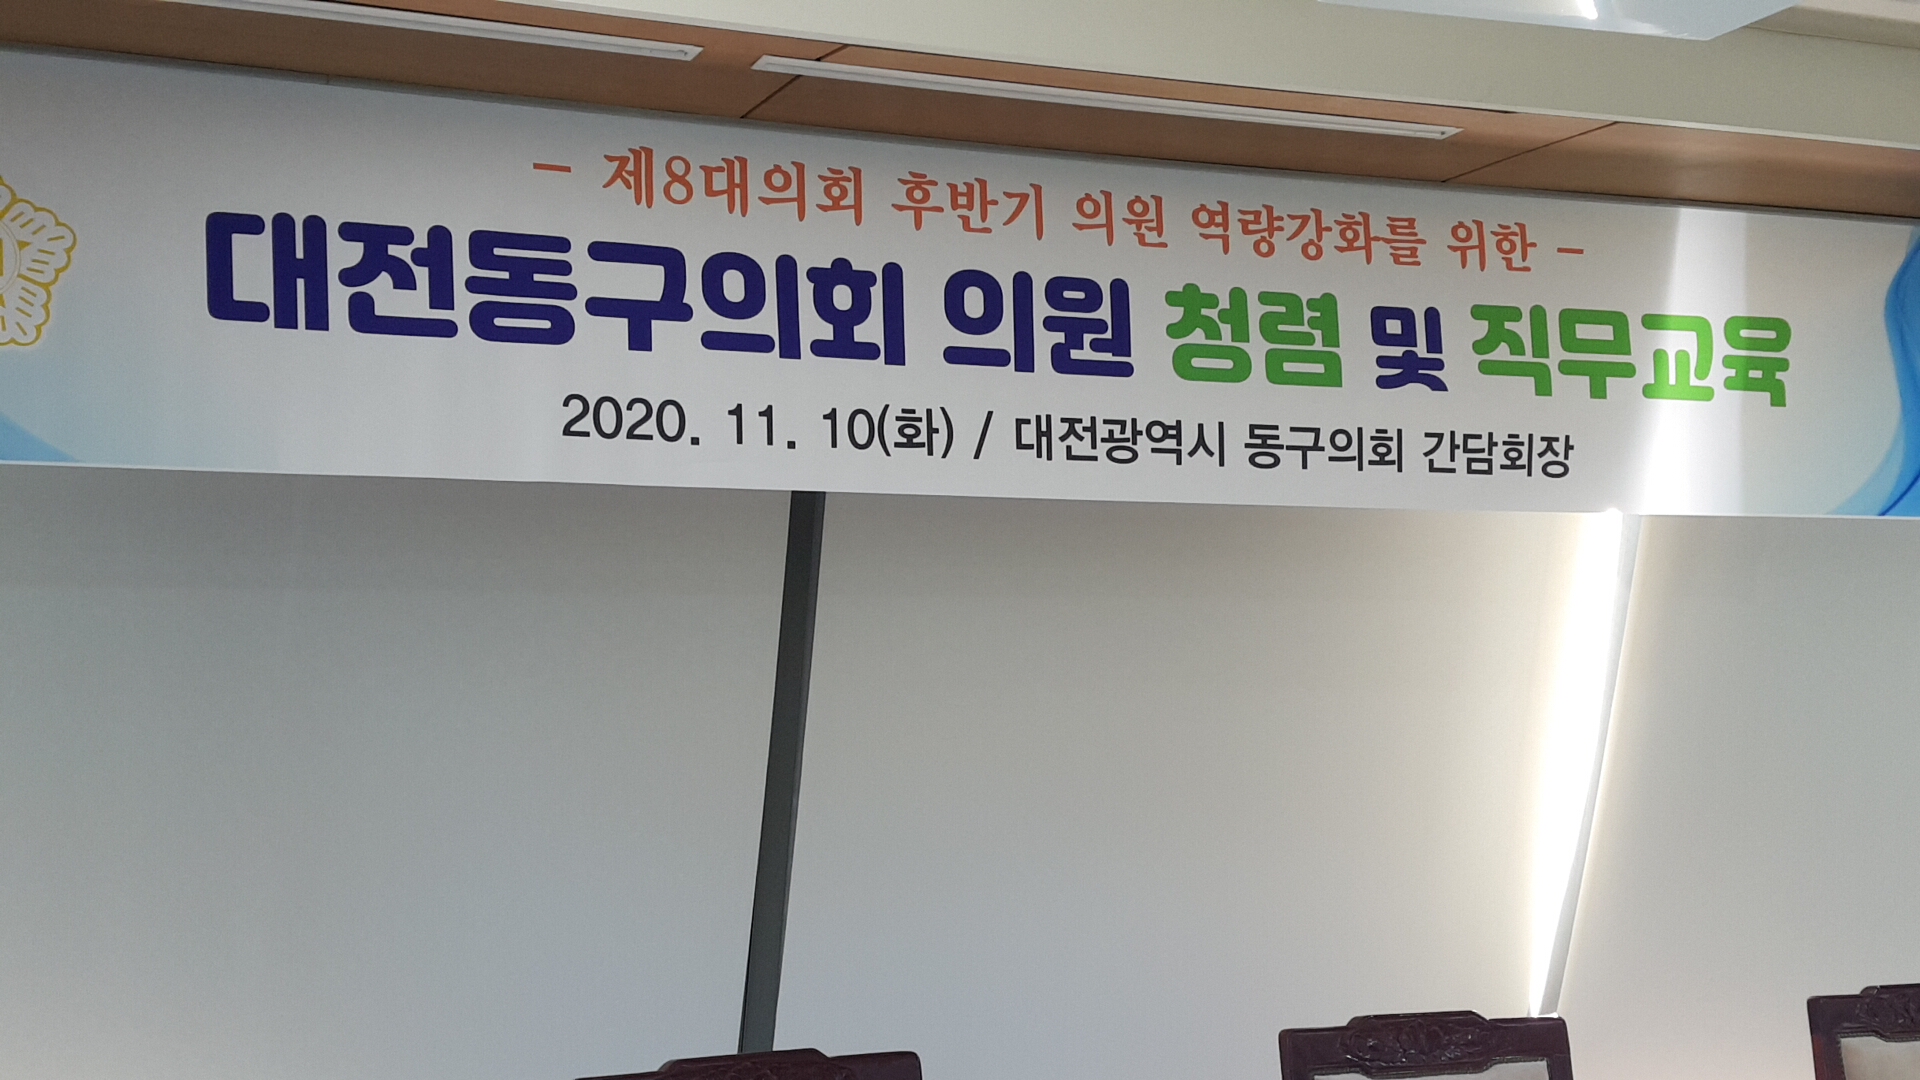 - 제8대의회 후반기 의원 역량강화를 위한 -
대전동구의회 의원 청렴 및 직무교육
2020. 11. 10(화) / 대전광역시 동구의회 간담회장